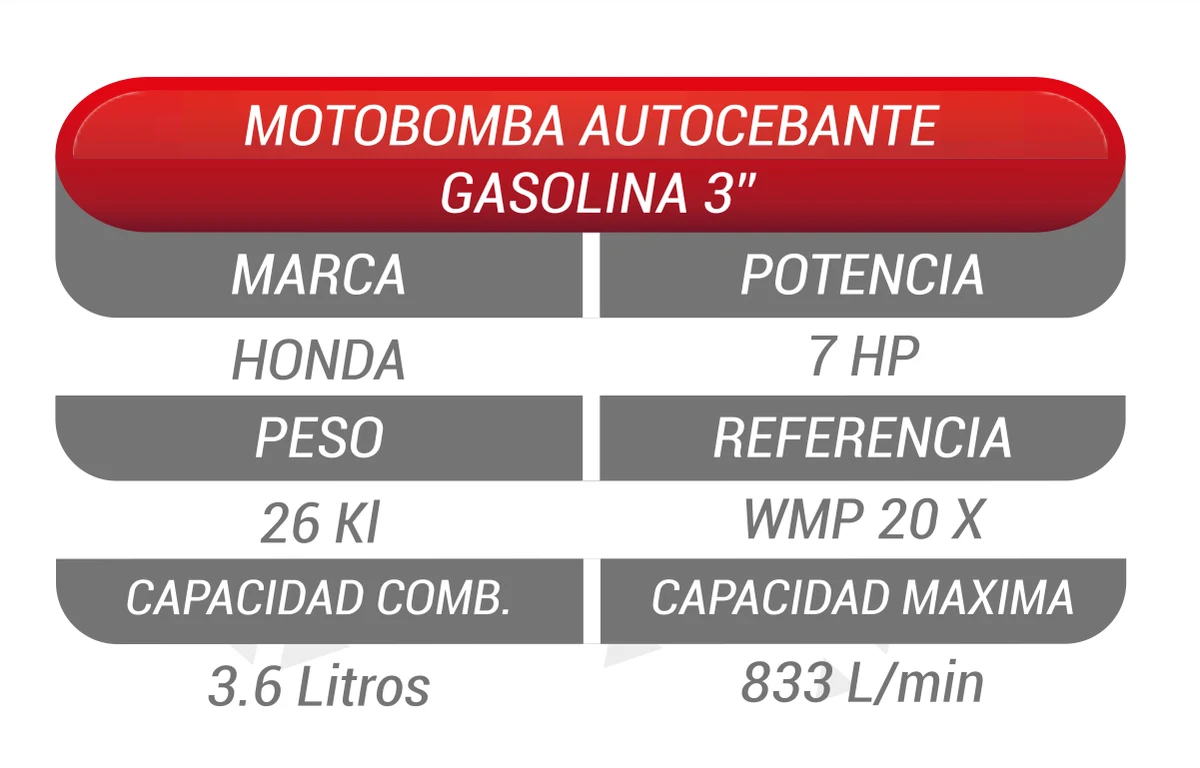 MOTOBOMBA AUTOCEBANTE
GASOLINA 3"
MARCA
POTENCIA
HONDA
7 HP
PESO
REFERENCIA
26 Kl
WMP 20 X
CAPACIDAD COMB.
CAPACIDAD MAXIMA
3.6 Litros
833 L/min